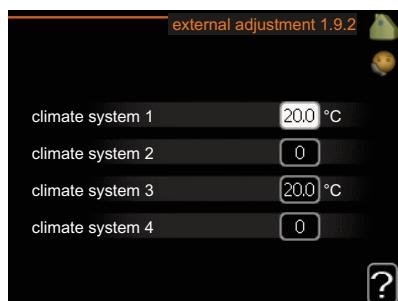 external adjustment 1.9.2
climate system 1 20.0 °C
climate system 2 0
climate system 3 20.0 °C
climate system 4 0
?